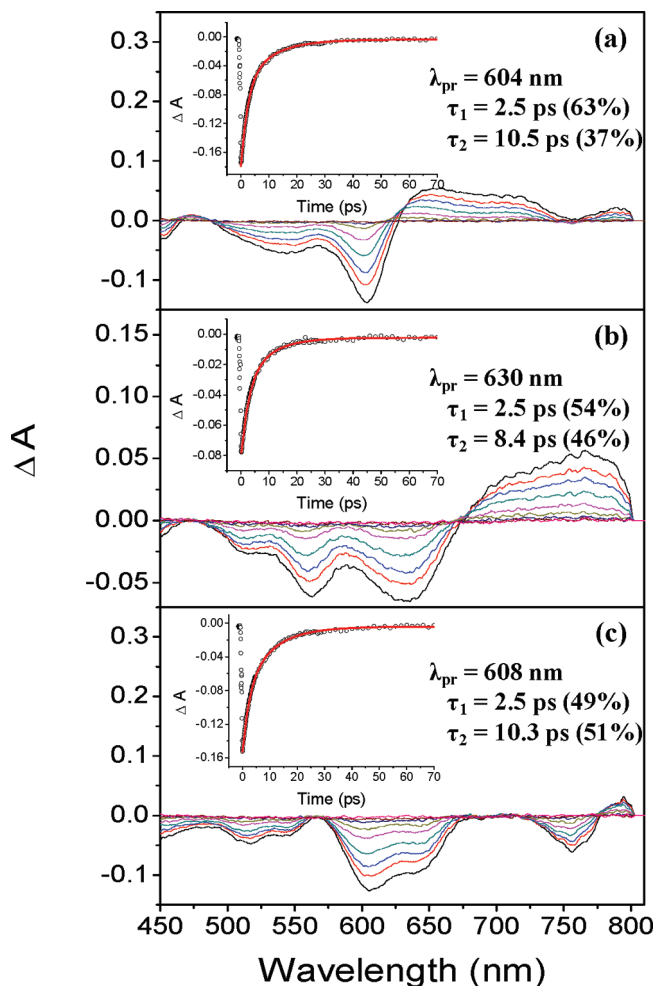 0.3
0.2
0.1
0.0
-0.1
0.00
-0.04
-0.08
-0.12
-0.16
Δ A
0 10 20 30 40 50 60 70
Time (ps)
(a)
λpr = 604 nm
τ1 = 2.5 ps (63%)
τ2 = 10.5 ps (37%)
0.15
0.10
0.05
0.00
-0.05
0.00
-0.02
-0.04
-0.06
-0.08
Δ A
0 10 20 30 40 50 60 70
Time (ps)
(b)
λpr = 630 nm
τ1 = 2.5 ps (54%)
τ2 = 8.4 ps (46%)
Δ A
0.3
0.2
0.1
0.0
-0.1
0.00
-0.04
-0.08
-0.12
-0.16
Δ A
0 10 20 30 40 50 60 70
Time (ps)
(c)
λpr = 608 nm
τ1 = 2.5 ps (49%)
τ2 = 10.3 ps (51%)
450 500 550 600 650 700 750 800
Wavelength (nm)